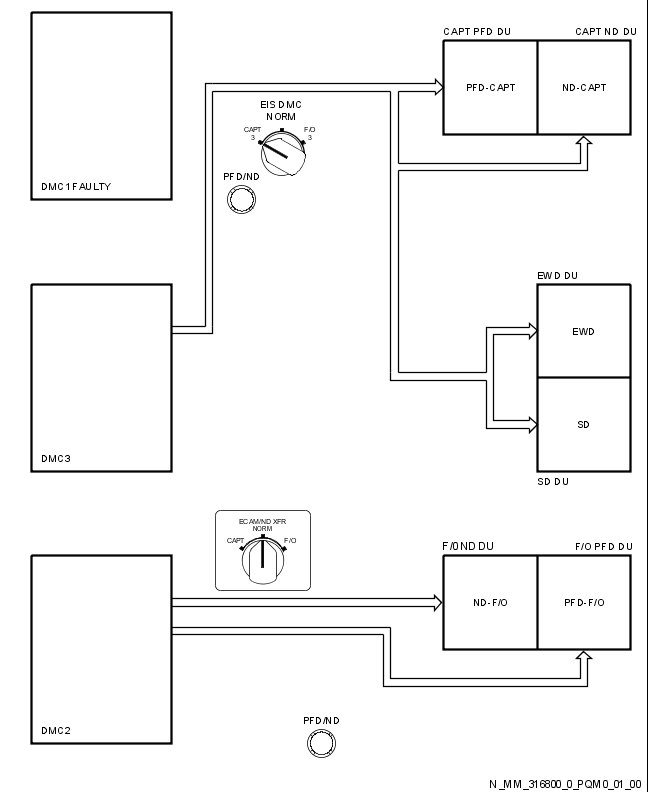 CAPT PFD DU
CAPT ND DU
PFD-CAPT
ND-CAPT
EIS DMC
NORM
CAPT
3
F/O
3
PFD/ND
DMC1 FAULTY
EWD DU
EWD
SD
SD DU
DMC3
ECAM/ND XFR
NORM
CAPT
F/O
F/O ND DU
F/O PFD DU
ND-F/O
PFD-F/O
DMC2
PFD/ND
N_MM_316800_0_PQM0_01_00